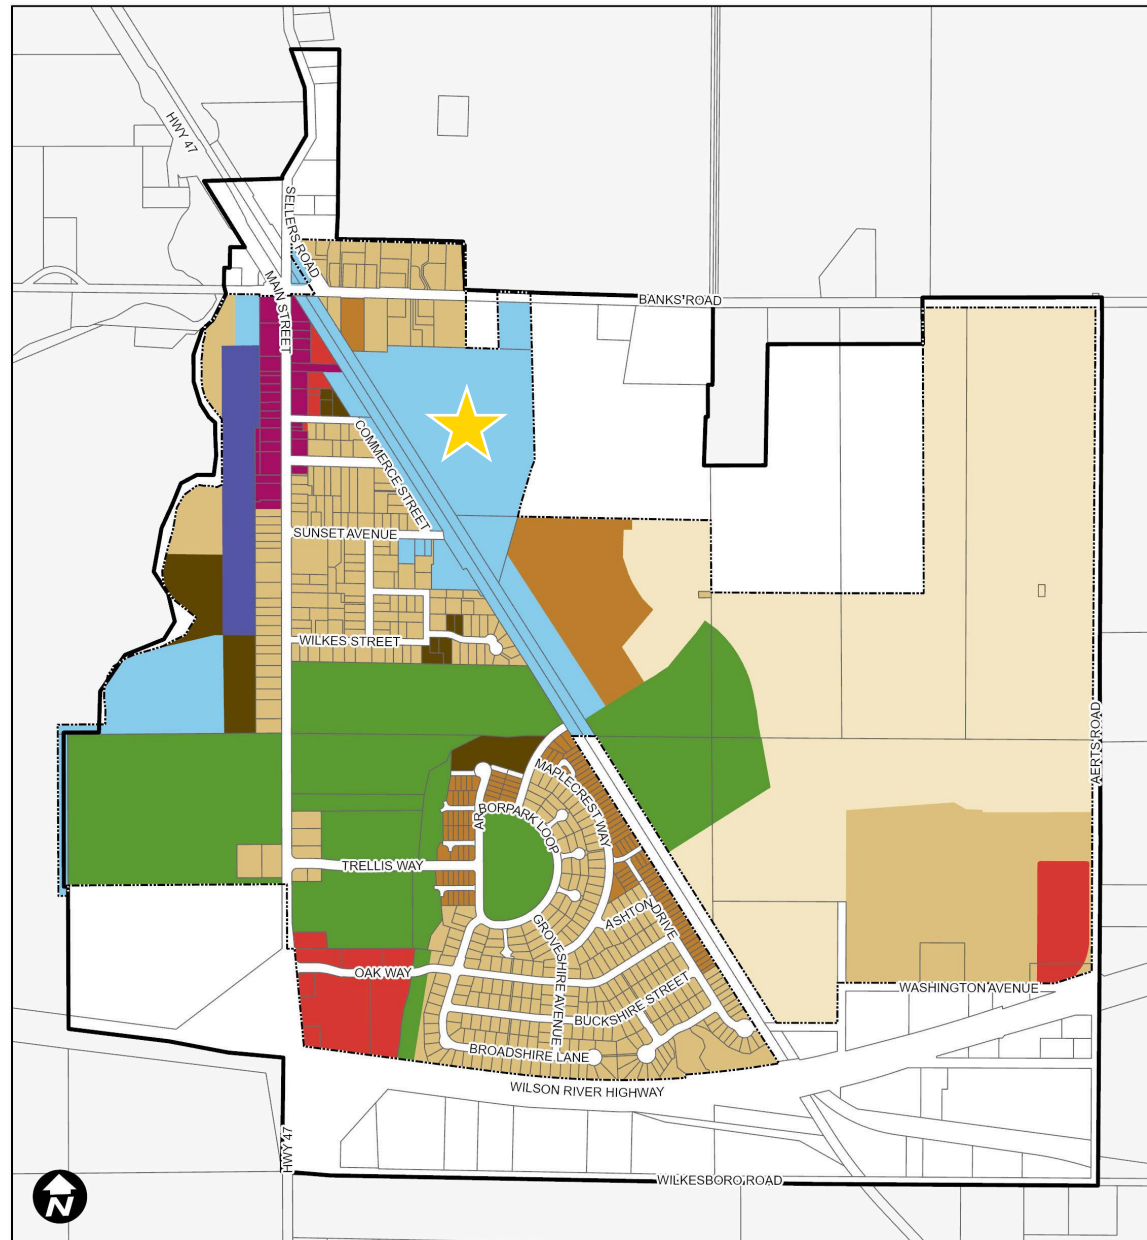 HWY 47
SELLERS ROAD
MAIN STREET
BANKS ROAD
COMMERCE STREET
SUNSET AVENUE
WILKES STREET
AERTS ROAD
MAPLECREST WAY
ARBORPARK LOOP
TRELLIS WAY
ASHTON
DRIVE
GROVESHIRE AVENUE
OAK WAY
WASHINGTON AVENUE
BUCKSHIRE STREET
BROADSHIRE LANE
WILSON RIVER HIGHWAY
HWY 47
WILKESBORO ROAD
N